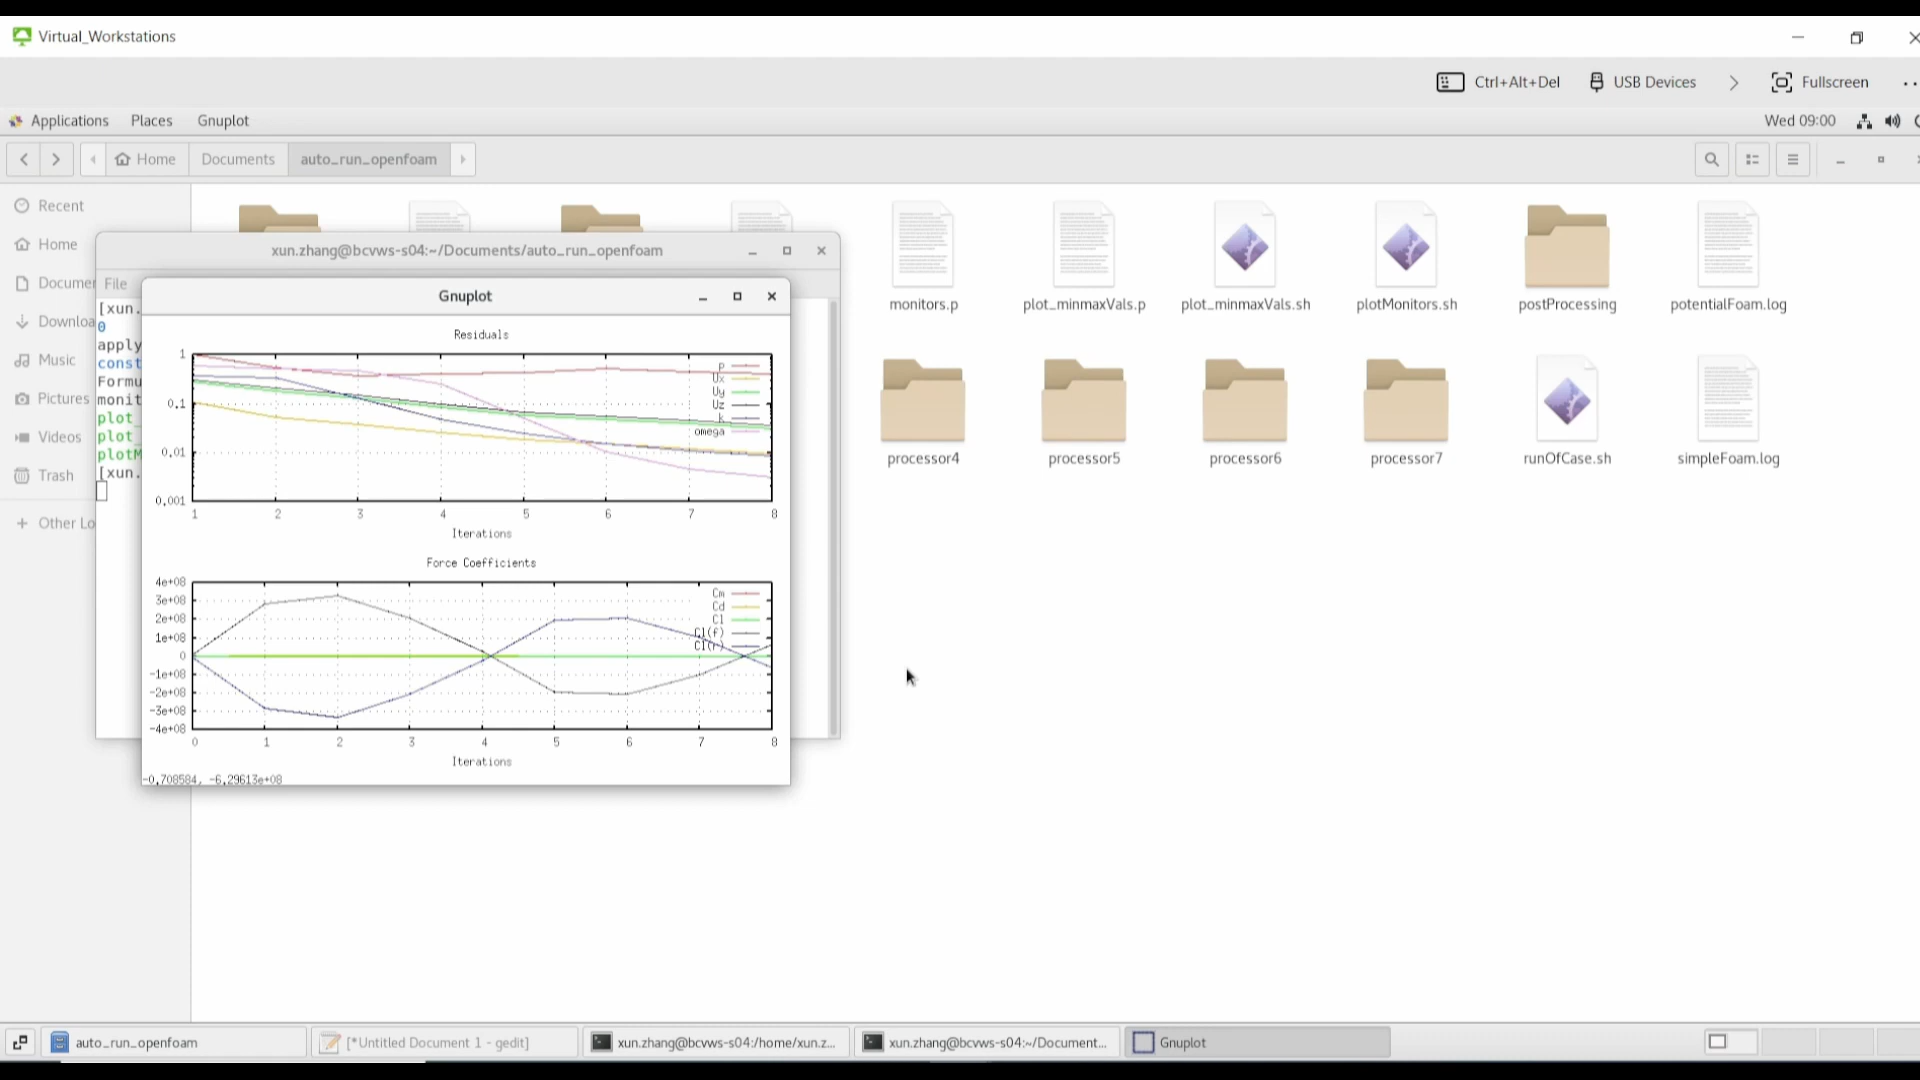 Virtual_Workstations
Ctrl+Alt+Del USB Devices Fullscreen
Applications Places Gnuplot Wed 09:00
Home Documents auto_run_openfoam
Recent
Home
Documen
Downloa
Music
Pictures
Videos
Trash
Other Lo
xun.zhang@bcvws-s04:~/Documents/auto_run_openfoam
File
[xun.
0
apply
const
Formu
monit
plot_
plot_
plotM
[xun.
Gnuplot
Residuals
1
0.1
0.01
0.001
p
Ux
Uy
Uz
k
omega
1 2 3 4 5 6 7 8
Iterations
Force Coefficients
4e+08
3e+08
2e+08
1e+08
0
-1e+08
-2e+08
-3e+08
-4e+08
Cm
Cd
Cl
Cl(f)
Cl(r)
0 1 2 3 4 5 6 7 8
Iterations
-0.708584, -6.29613e+08
monitors.p plot_minmaxVals.p plot_minmaxVals.sh plotMonitors.sh postProcessing potentialFoam.log
processor4 processor5 processor6 processor7 runOfCase.sh simpleFoam.log
auto_run_openfoam [*Untitled Document 1 - gedit] xun.zhang@bcvws-s04:/home/xun.z... xun.zhang@bcvws-s04:~/Document... Gnuplot